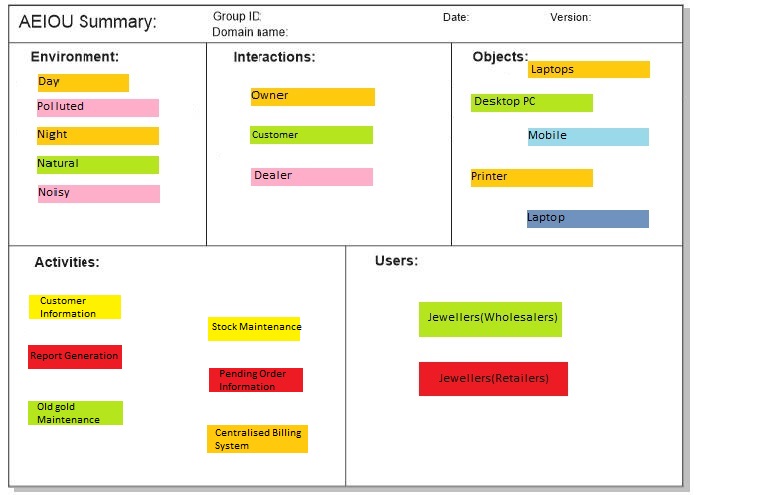 AEIOU Summary:
Group ID:
Date:
Version:
Domain name:
Environment:
Day
Polluted
Night
Natural
Noisy
Interactions:
Owner
Customer
Dealer
Objects:
Laptops
Desktop PC
Mobile
Printer
Laptop
Activities:
Customer
Information
Stock Maintenance
Report Generation
Pending Order
Information
Old gold
Maintenance
Centralised Billing
System
Users:
Jewellers(Wholesalers)
Jewellers(Retailers)